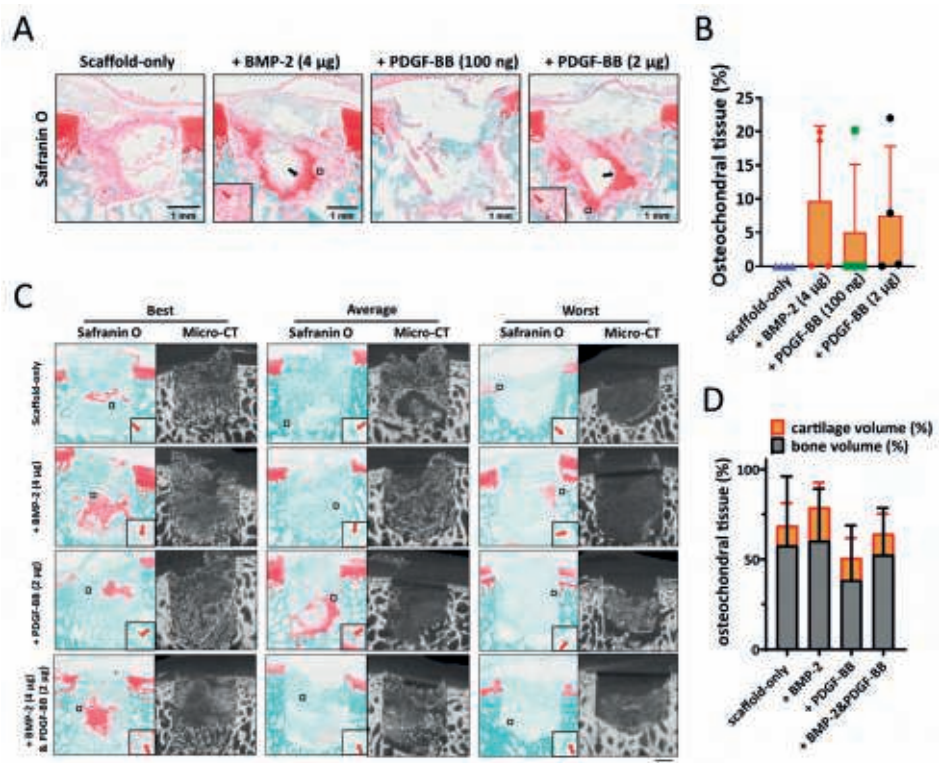 A
Scaffold-only
+ BMP-2 (4 µg)
+ PDGF-BB (100 ng)
+ PDGF-BB (2 µg)
Safranin O
1 mm
1 mm
1 mm
1 mm
B
Osteochondral tissue (%)
25
20
15
10
5
0
scaffold-only
+ BMP-2 (4 µg)
+ PDGF-BB (100 ng)
+ PDGF-BB (2 µg)
C
Best
Average
Worst
Safranin O
Micro-CT
Safranin O
Micro-CT
Safranin O
Micro-CT
Scaffold-only
+ BMP-2 (4 µg)
+ PDGF-BB (2 µg)
+ BMP-2 (4 µg)
& PDGF-BB (2 µg)
D
cartilage volume (%)
bone volume (%)
osteochondral tissue (%)
100
50
0
scaffold-only
+ BMP-2
+ PDGF-BB
+ BMP-2&PDGF-BB